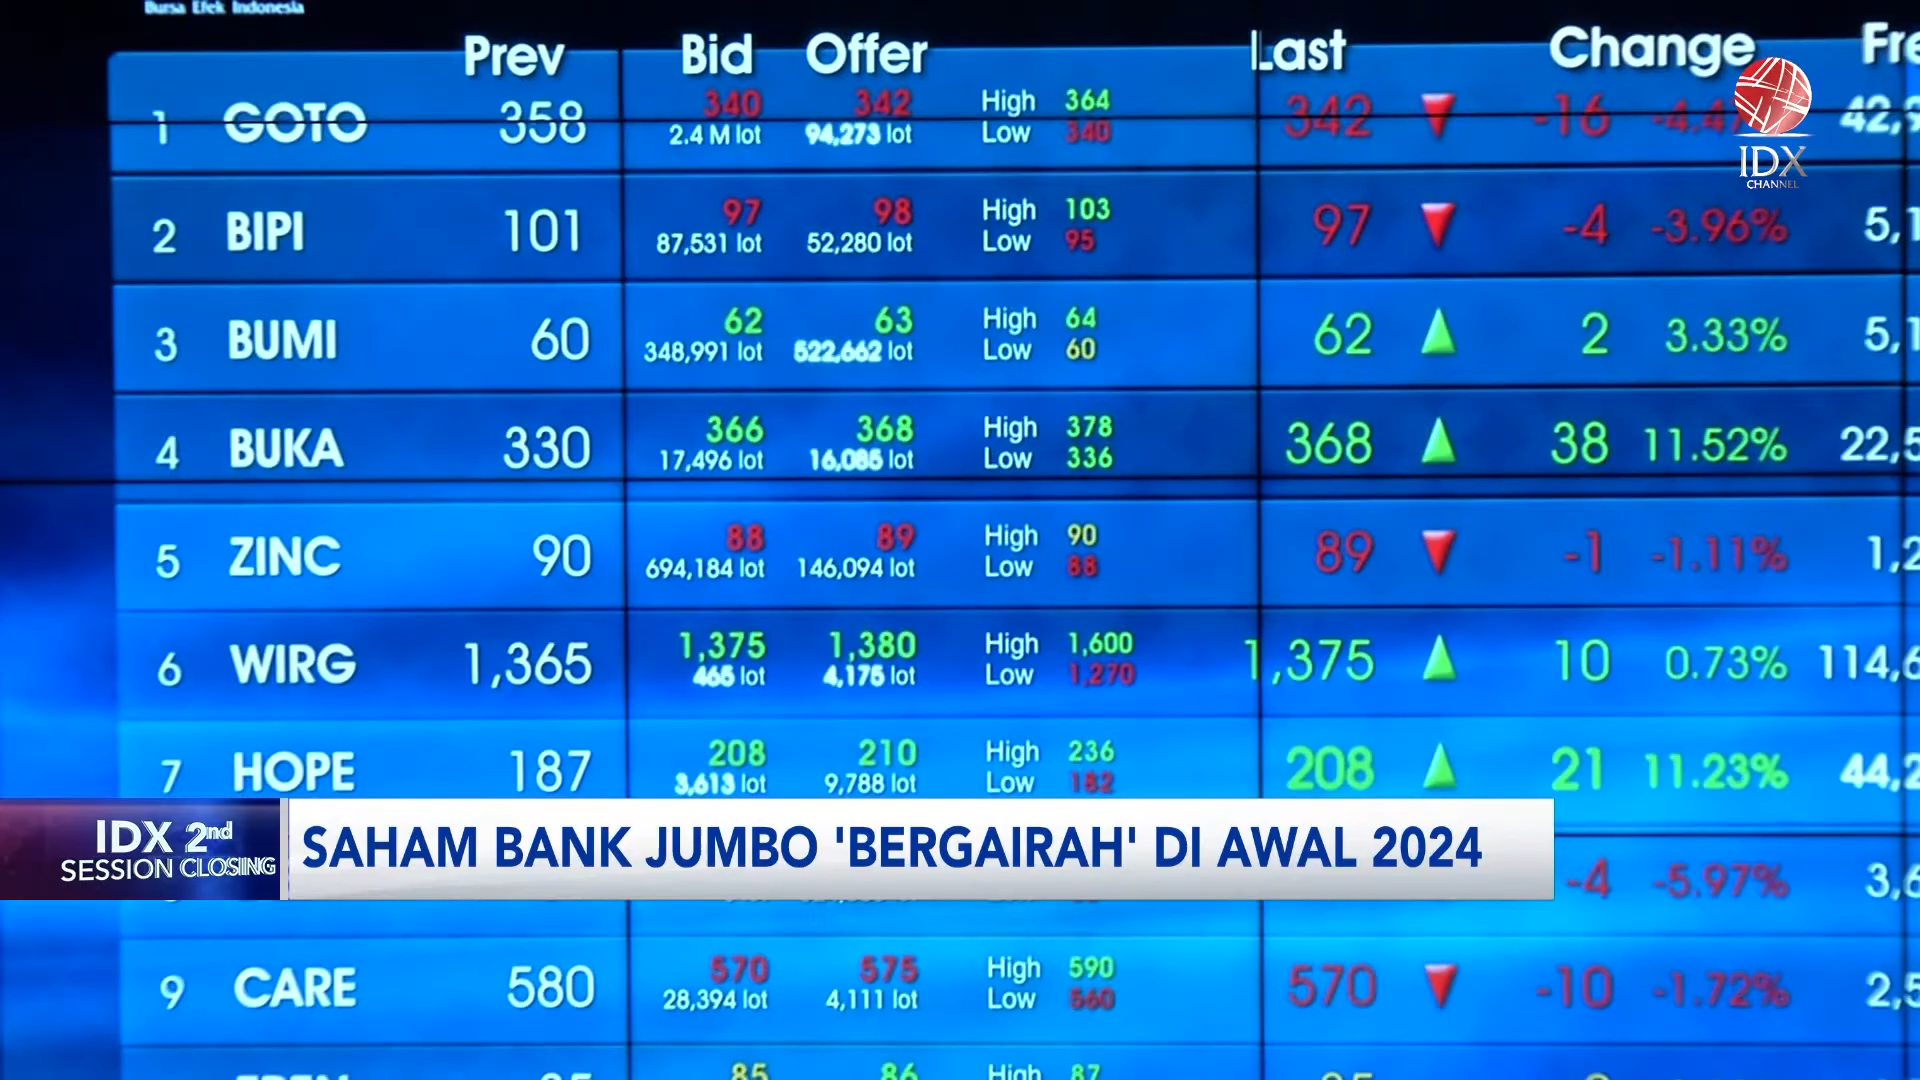 Bursa Efek Indonesia
Prev Bid Offer Last Change
1 GOTO 358 340 342 High 364 342 ▼ -16
2.4 M lot 94,273 lot Low 340
2 BIPI 101 97 98 High 103 97 ▼ -4 -3.96%
87,531 lot 52,280 lot Low 95
3 BUMI 60 62 63 High 64 62 ▲ 2 3.33%
348,991 lot 522,662 lot Low 60
4 BUKA 330 366 368 High 378 368 ▲ 38 11.52%
17,496 lot 16,085 lot Low 336
5 ZINC 90 88 89 High 90 89 ▼ -1 -1.11%
694,184 lot 146,094 lot Low 88
6 WIRG 1,365 1,375 1,380 High 1,600 1,375 ▲ 10 0.73%
465 lot 4,175 lot Low 1,270
7 HOPE 187 208 210 High 236 208 ▲ 21 11.23%
3,613 lot 9,788 lot Low 182
-4 -5.97%
9 CARE 580 570 575 High 590 570 ▼ -10 -1.72%
28,394 lot 4,111 lot Low 560
85 86 High 87
IDX
CHANNEL
IDX 2nd
SESSION CLOSING
SAHAM BANK JUMBO 'BERGAIRAH' DI AWAL 2024